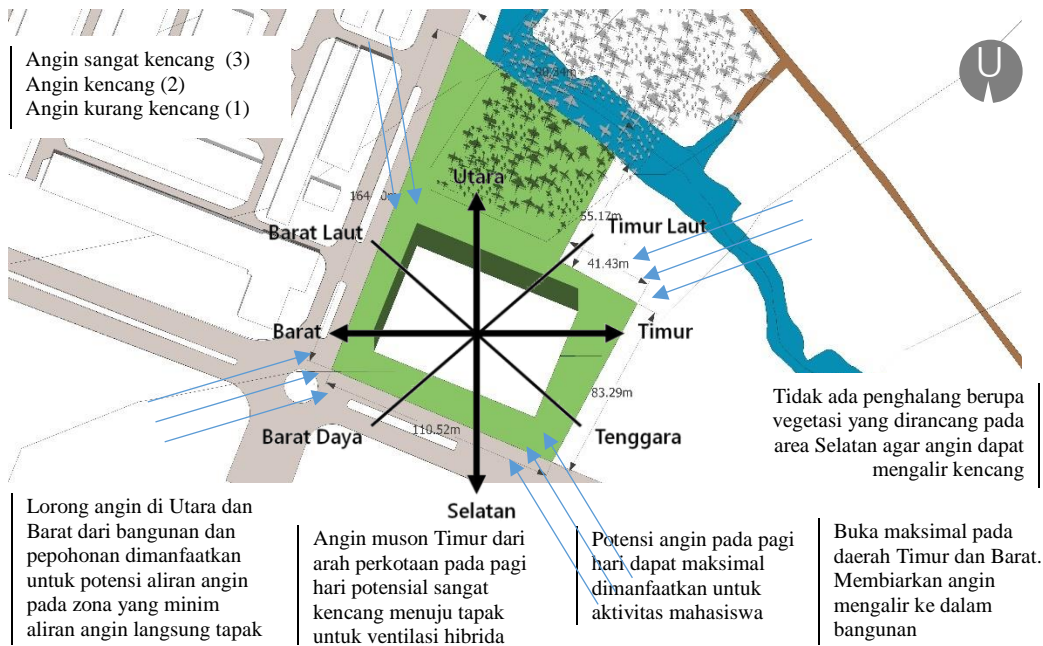 Angin sangat kencang (3)
Angin kencang (2)
Angin kurang kencang (1)
U
90.34m
Utara
Barat Laut
Timur Laut
55.17m
41.43m
Barat
Timur
83.29m
Barat Daya
110.52m
Tenggara
Selatan
Tidak ada penghalang berupa
vegetasi yang dirancang pada
area Selatan agar angin dapat
mengalir kencang
Lorong angin di Utara dan
Barat dari bangunan dan
pepohonan dimanfaatkan
untuk potensi aliran angin
pada zona yang minim
aliran angin langsung tapak
Angin muson Timur dari
arah perkotaan pada pagi
hari potensial sangat
kencang menuju tapak
untuk ventilasi hibrida
Potensi angin pada pagi
hari dapat maksimal
dimanfaatkan untuk
aktivitas mahasiswa
Buka maksimal pada
daerah Timur dan Barat.
Membiarkan angin
mengalir ke dalam
bangunan